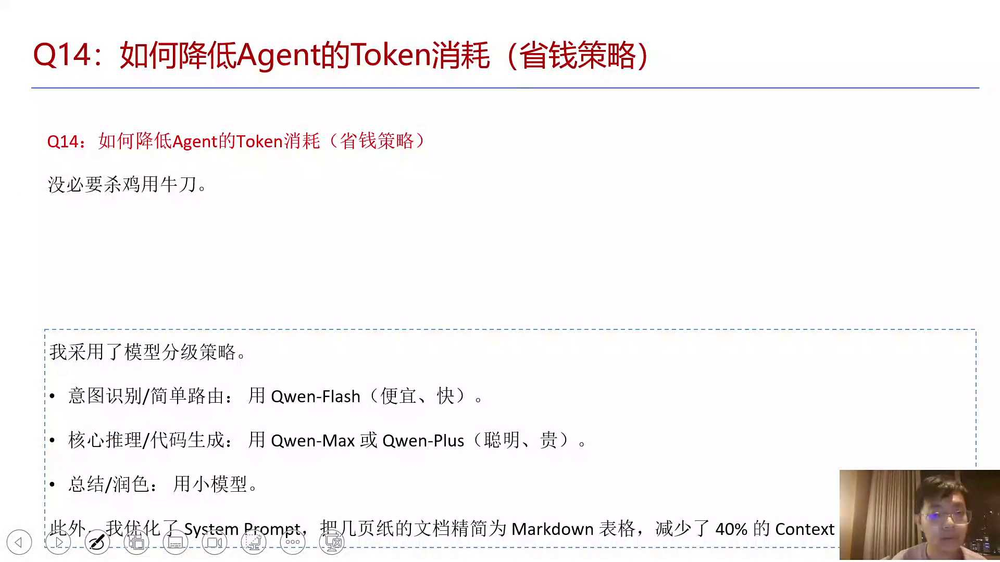 Q14：如何降低Agent的Token消耗（省钱策略）
Q14：如何降低Agent的Token消耗（省钱策略）
没必要杀鸡用牛刀。
我采用了模型分级策略。
• 意图识别/简单路由： 用 Qwen-Flash（便宜、快）。
• 核心推理/代码生成： 用 Qwen-Max 或 Qwen-Plus（聪明、贵）。
• 总结/润色： 用小模型。
此外，我优化了 System Prompt，把几页纸的文档精简为 Markdown 表格，减少了 40% 的 Context